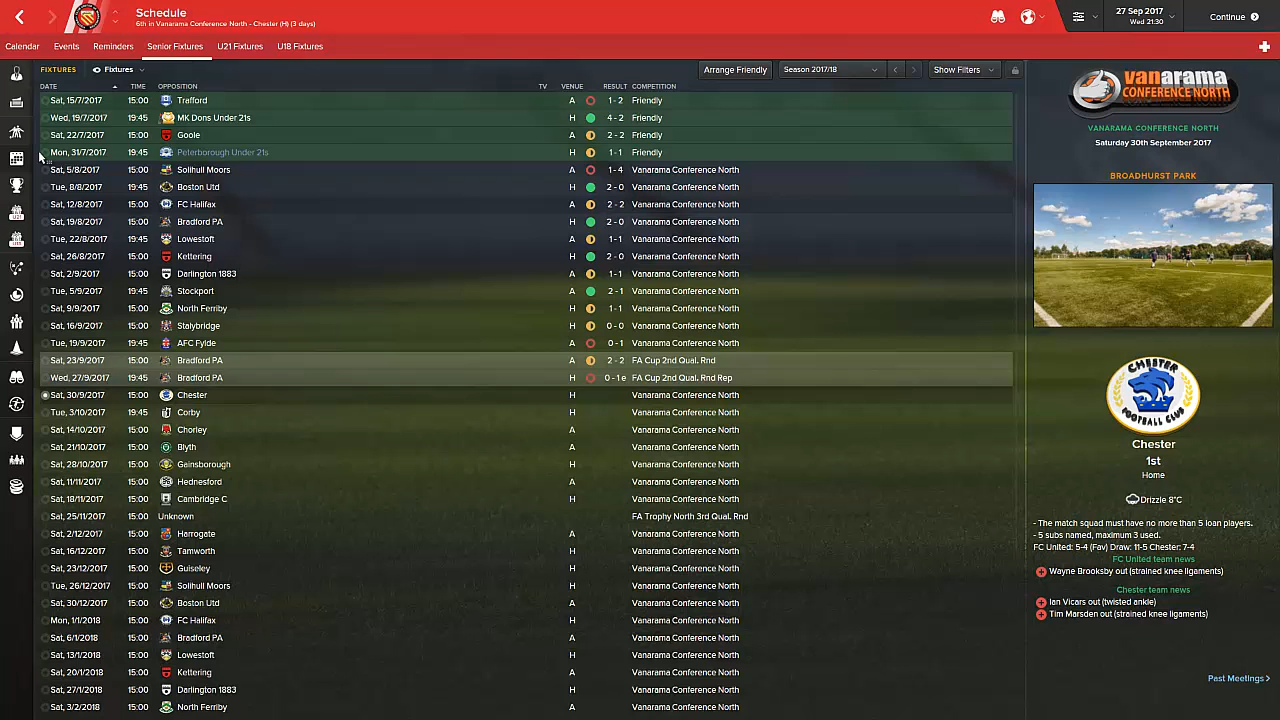 Schedule
6th in Vanarama Conference North - Chester (H) (3 days)
27 Sep 2017
Wed 21:30
Continue
Calendar Events Reminders Senior Fixtures U21 Fixtures U18 Fixtures
FIXTURES Fixtures Arrange Friendly Season 2017/18 Show Filters
DATE TIME OPPOSITION TV VENUE RESULT COMPETITION
Sat, 15/7/2017 15:00 Trafford A 1 - 2 Friendly
Wed, 19/7/2017 19:45 MK Dons Under 21s H 4 - 2 Friendly
Sat, 22/7/2017 15:00 Goole A 2 - 2 Friendly
Mon, 31/7/2017 19:45 Peterborough Under 21s H 1 - 1 Friendly
Sat, 5/8/2017 15:00 Solihull Moors A 1 - 4 Vanarama Conference North
Tue, 8/8/2017 19:45 Boston Utd H 2 - 0 Vanarama Conference North
Sat, 12/8/2017 15:00 FC Halifax A 2 - 2 Vanarama Conference North
Sat, 19/8/2017 15:00 Bradford PA H 2 - 0 Vanarama Conference North
Tue, 22/8/2017 19:45 Lowestoft A 1 - 1 Vanarama Conference North
Sat, 26/8/2017 15:00 Kettering H 2 - 0 Vanarama Conference North
Sat, 2/9/2017 15:00 Darlington 1883 A 1 - 1 Vanarama Conference North
Tue, 5/9/2017 19:45 Stockport A 2 - 1 Vanarama Conference North
Sat, 9/9/2017 15:00 North Ferriby H 1 - 1 Vanarama Conference North
Sat, 16/9/2017 15:00 Stalybridge H 0 - 0 Vanarama Conference North
Tue, 19/9/2017 19:45 AFC Fylde A 0 - 1 Vanarama Conference North
Sat, 23/9/2017 15:00 Bradford PA A 2 - 2 FA Cup 2nd Qual. Rnd
Wed, 27/9/2017 19:45 Bradford PA H 0 - 1 e FA Cup 2nd Qual. Rnd Rep
Sat, 30/9/2017 15:00 Chester H Vanarama Conference North
Tue, 3/10/2017 19:45 Corby H Vanarama Conference North
Sat, 14/10/2017 15:00 Chorley A Vanarama Conference North
Sat, 21/10/2017 15:00 Blyth A Vanarama Conference North
Sat, 28/10/2017 15:00 Gainsborough H Vanarama Conference North
Sat, 11/11/2017 15:00 Hednesford A Vanarama Conference North
Sat, 18/11/2017 15:00 Cambridge C H Vanarama Conference North
Sat, 25/11/2017 15:00 Unknown FA Trophy North 3rd Qual. Rnd
Sat, 2/12/2017 15:00 Harrogate A Vanarama Conference North
Sat, 16/12/2017 15:00 Tamworth H Vanarama Conference North
Sat, 23/12/2017 15:00 Guiseley H Vanarama Conference North
Tue, 26/12/2017 15:00 Solihull Moors H Vanarama Conference North
Sat, 30/12/2017 15:00 Boston Utd A Vanarama Conference North
Mon, 1/1/2018 15:00 FC Halifax H Vanarama Conference North
Sat, 6/1/2018 15:00 Bradford PA A Vanarama Conference North
Sat, 13/1/2018 15:00 Lowestoft H Vanarama Conference North
Sat, 20/1/2018 15:00 Kettering A Vanarama Conference North
Sat, 27/1/2018 15:00 Darlington 1883 H Vanarama Conference North
Sat, 3/2/2018 15:00 North Ferriby A Vanarama Conference North
vanarama
CONFERENCE NORTH
VANARAMA CONFERENCE NORTH
Saturday 30th September 2017
BROADHURST PARK
CHESTER
FOOTBALL CLUB
Chester
1st
Home
Drizzle 8°C
- The match squad must have no more than 5 loan players.
- 5 subs named, maximum 3 used.
FC United: 5-4 (Fav) Draw: 11-5 Chester: 7-4
FC United team news
Wayne Brooksby out (strained knee ligaments)
Chester team news
Ian Vicars out (twisted ankle)
Tim Marsden out (strained knee ligaments)
Past Meetings >